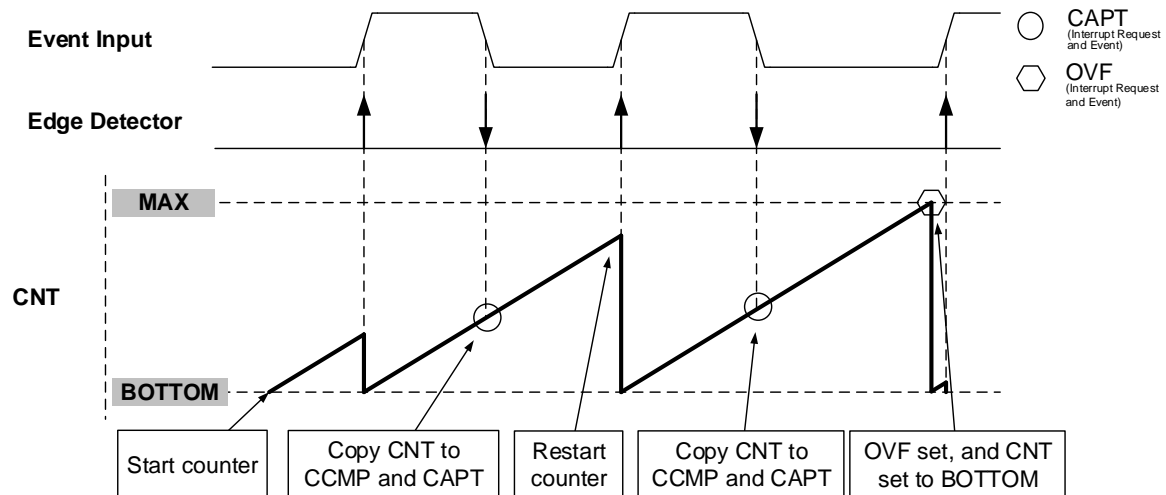 CAPT
(Interrupt Request
and Event)
Event Input
OVF
(Interrupt Request
and Event)
Edge Detector
MAX
CNT
BOTTOM
Start counter
Copy CNT to
CCMP and CAPT
Restart
counter
Copy CNT to
CCMP and CAPT
OVF set, and CNT
set to BOTTOM